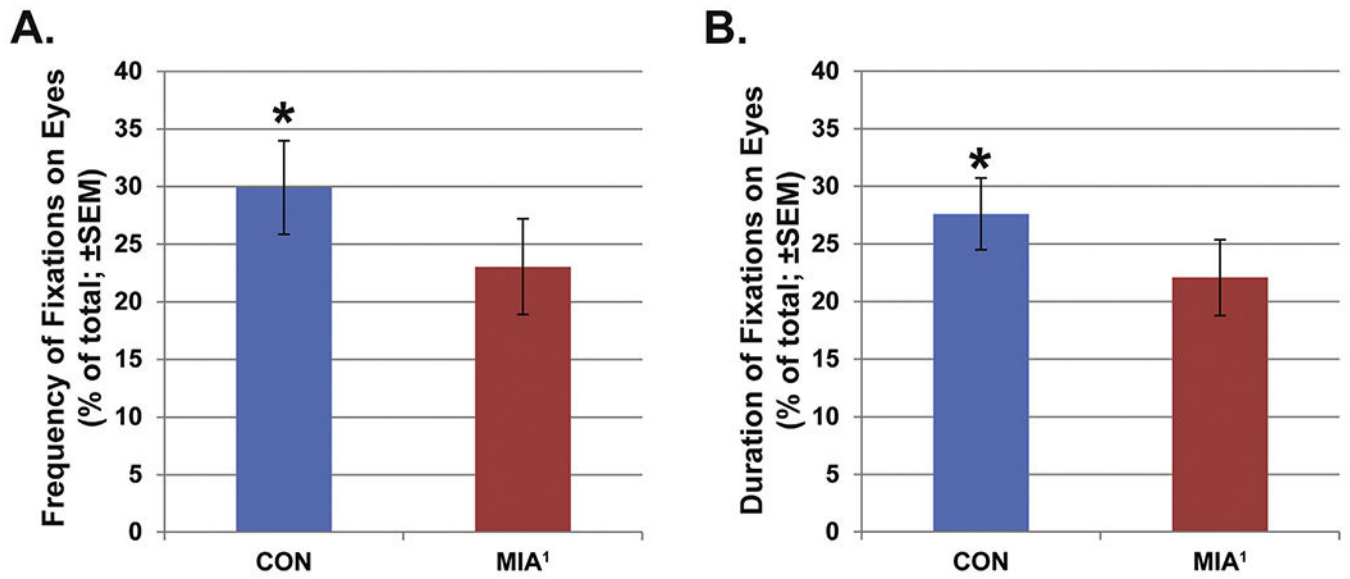 A.
Frequency of Fixations on Eyes
(% of total; ±SEM)
40
35
30
25
20
15
10
5
0
*
CON
MIA¹
B.
Duration of Fixations on Eyes
(% of total; ±SEM)
40
35
30
25
20
15
10
5
0
*
CON
MIA¹